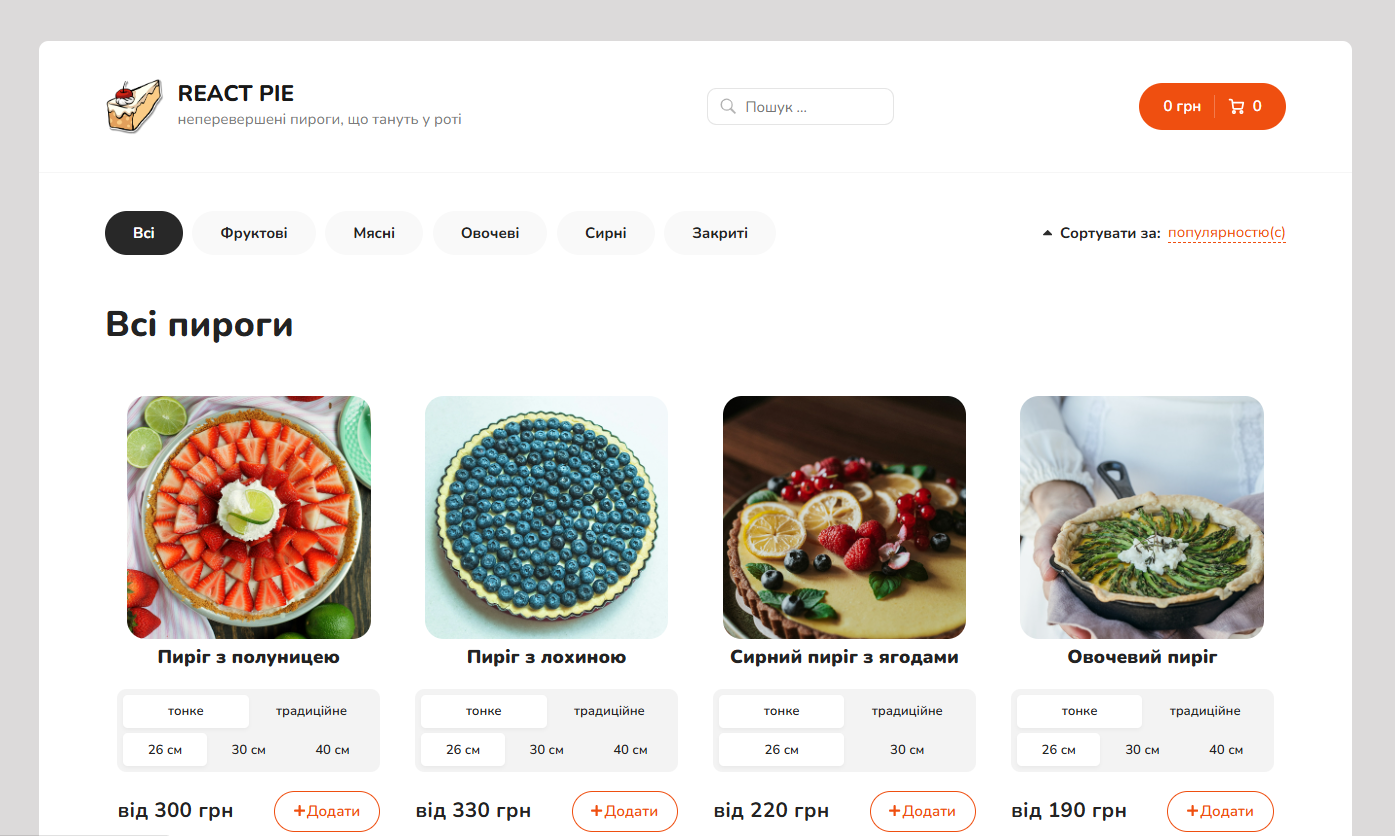 REACT PIE
неперевершені пироги, що тануть у роті
Пошук ...
0 грн 0
Всі Фруктові Мясні Овочеві Сирні Закриті
Сортувати за: популярностю(с)
Всі пироги
Пиріг з полуницею Пиріг з лохиною Сирний пиріг з ягодами Овочевий пиріг
тонке традиційне тонке традиційне тонке традиційне тонке традиційне
26 см 30 см 40 см 26 см 30 см 40 см 26 см 30 см 26 см 30 см 40 см
від 300 грн +Додати від 330 грн +Додати від 220 грн +Додати від 190 грн +Додати